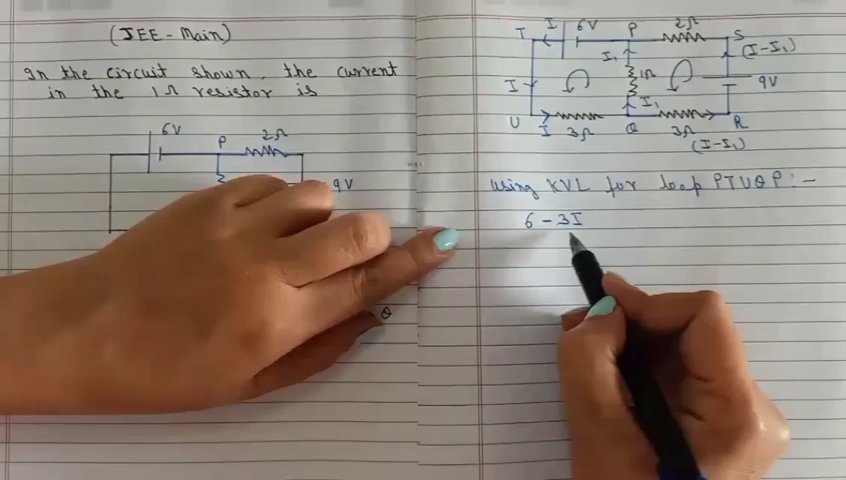 (JEE-Main)
In the circuit shown, the current
in the 1Ω resistor is
6V
P
2Ω
9V
Q
T
I
6V
P
2Ω
S
I₁
(I-I₁)
I
1Ω
9V
U
I
3Ω
I₁
Q
3Ω
R
(I-I₁)
using KVL for loop PTUQP:-
6-3I